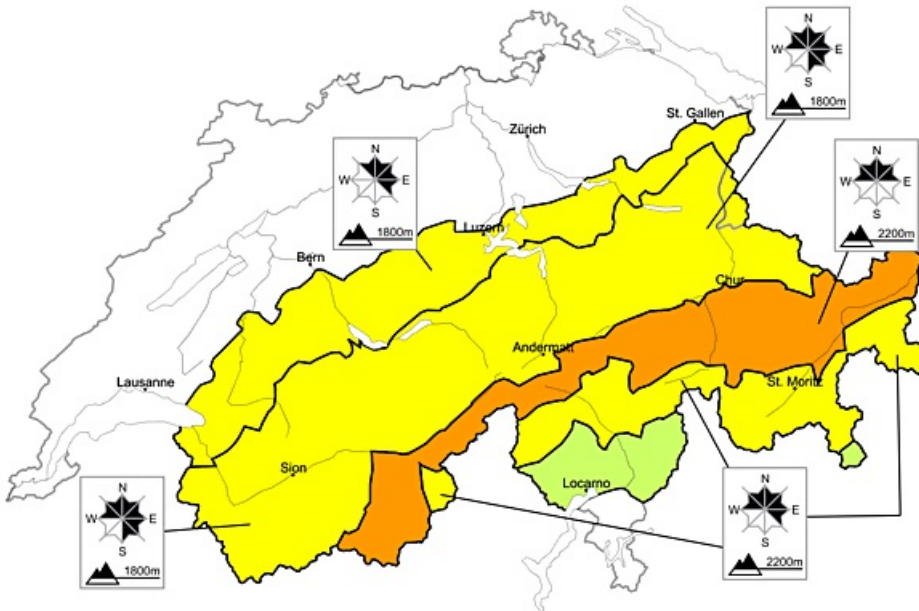 N
W E
S
1800m
St. Gallen
Zürich
N
W E
S
1800m
N
W E
S
2200m
Luzern
Bern
Chur
Andermatt
St. Moritz
Lausanne
Sion
Locarno
N
W E
S
1800m
N
W E
S
2200m